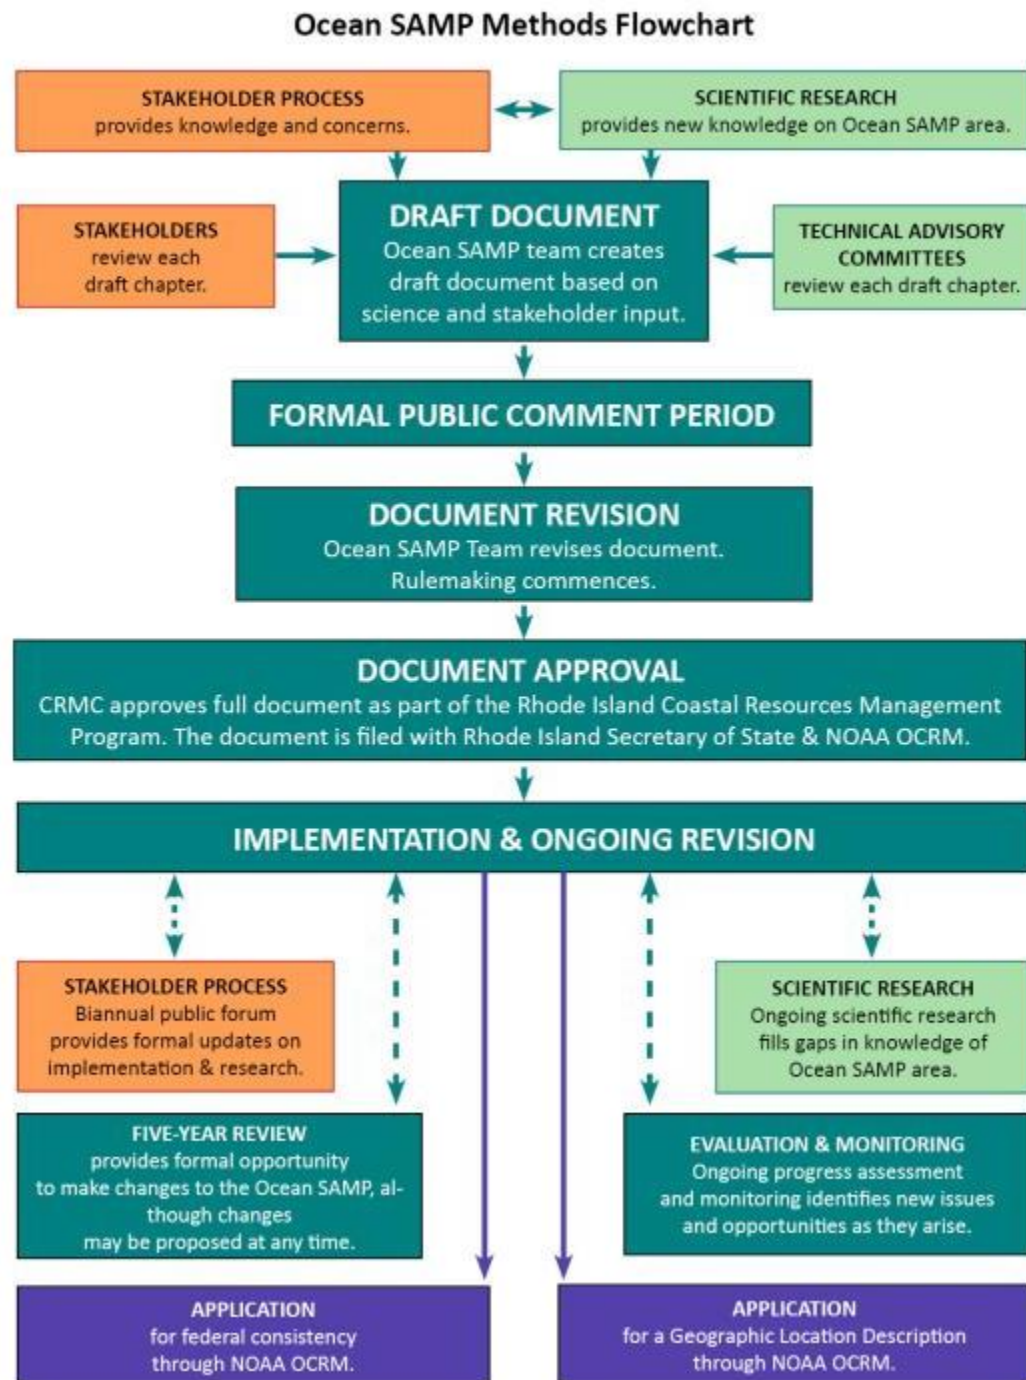 Ocean SAMP Methods Flowchart
STAKEHOLDER PROCESS
provides knowledge and concerns.
SCIENTIFIC RESEARCH
provides new knowledge on Ocean SAMP area.
STAKEHOLDERS
review each
draft chapter.
DRAFT DOCUMENT
Ocean SAMP team creates
draft document based on
science and stakeholder input.
TECHNICAL ADVISORY
COMMITTEES
review each draft chapter.
FORMAL PUBLIC COMMENT PERIOD
DOCUMENT REVISION
Ocean SAMP Team revises document.
Rulemaking commences.
DOCUMENT APPROVAL
CRMC approves full document as part of the Rhode Island Coastal Resources Management
Program. The document is filed with Rhode Island Secretary of State & NOAA OCRM.
IMPLEMENTATION & ONGOING REVISION
STAKEHOLDER PROCESS
Biannual public forum
provides formal updates on
implementation & research.
SCIENTIFIC RESEARCH
Ongoing scientific research
fills gaps in knowledge of
Ocean SAMP area.
FIVE-YEAR REVIEW
provides formal opportunity
to make changes to the Ocean SAMP, al-
though changes
may be proposed at any time.
EVALUATION & MONITORING
Ongoing progress assessment
and monitoring identifies new issues
and opportunities as they arise.
APPLICATION
for federal consistency
through NOAA OCRM.
APPLICATION
for a Geographic Location Description
through NOAA OCRM.